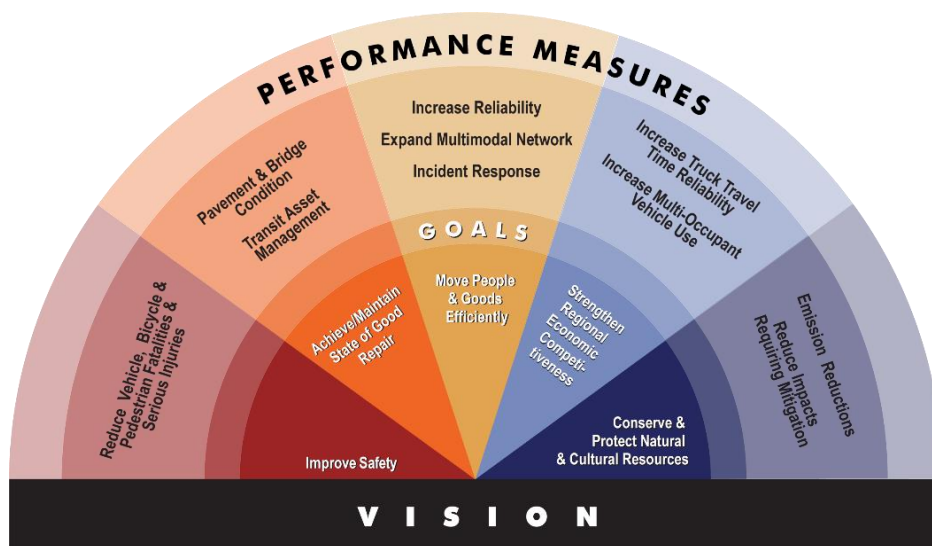 PERFORMANCE MEASURES
Reduce Vehicle, Bicycle &
Pedestrian Fatalities &
Serious Injuries
Pavement & Bridge
Condition
Transit Asset
Management
Increase Reliability
Expand Multimodal Network
Incident Response
Increase Truck Travel
Time Reliability
Increase Multi-Occupant
Vehicle Use
Emission Reductions
Reduce Impacts
Requiring Mitigation
GOALS
Improve Safety
Achieve/Maintain
State of Good
Repair
Move People
& Goods
Efficiently
Strengthen
Regional
Economic
Competi-
tiveness
Conserve &
Protect Natural
& Cultural Resources
VISION